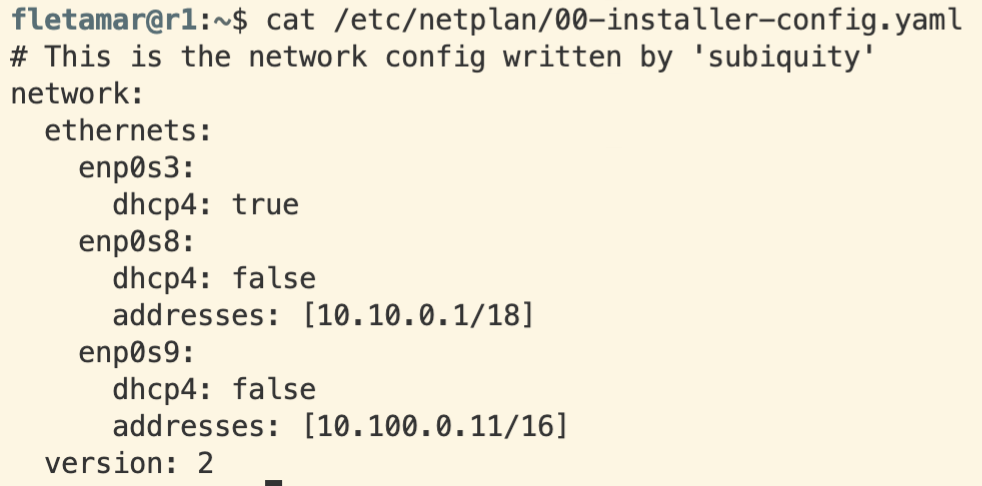 fletamar@r1:~$ cat /etc/netplan/00-installer-config.yaml
# This is the network config written by 'subiquity'
network:
  ethernets:
    enp0s3:
      dhcp4: true
    enp0s8:
      dhcp4: false
      addresses: [10.10.0.1/18]
    enp0s9:
      dhcp4: false
      addresses: [10.100.0.11/16]
  version: 2